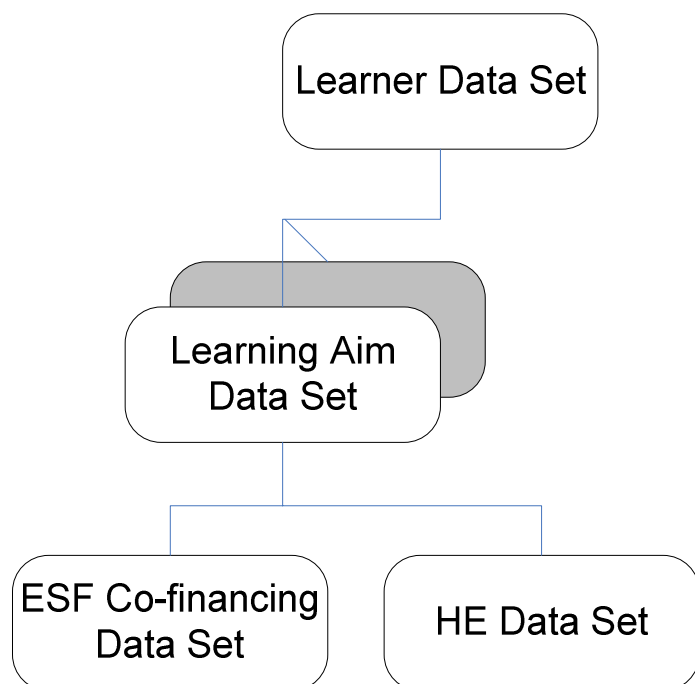 Learner Data Set
Learning Aim
Data Set
ESF Co-financing
Data Set
HE Data Set